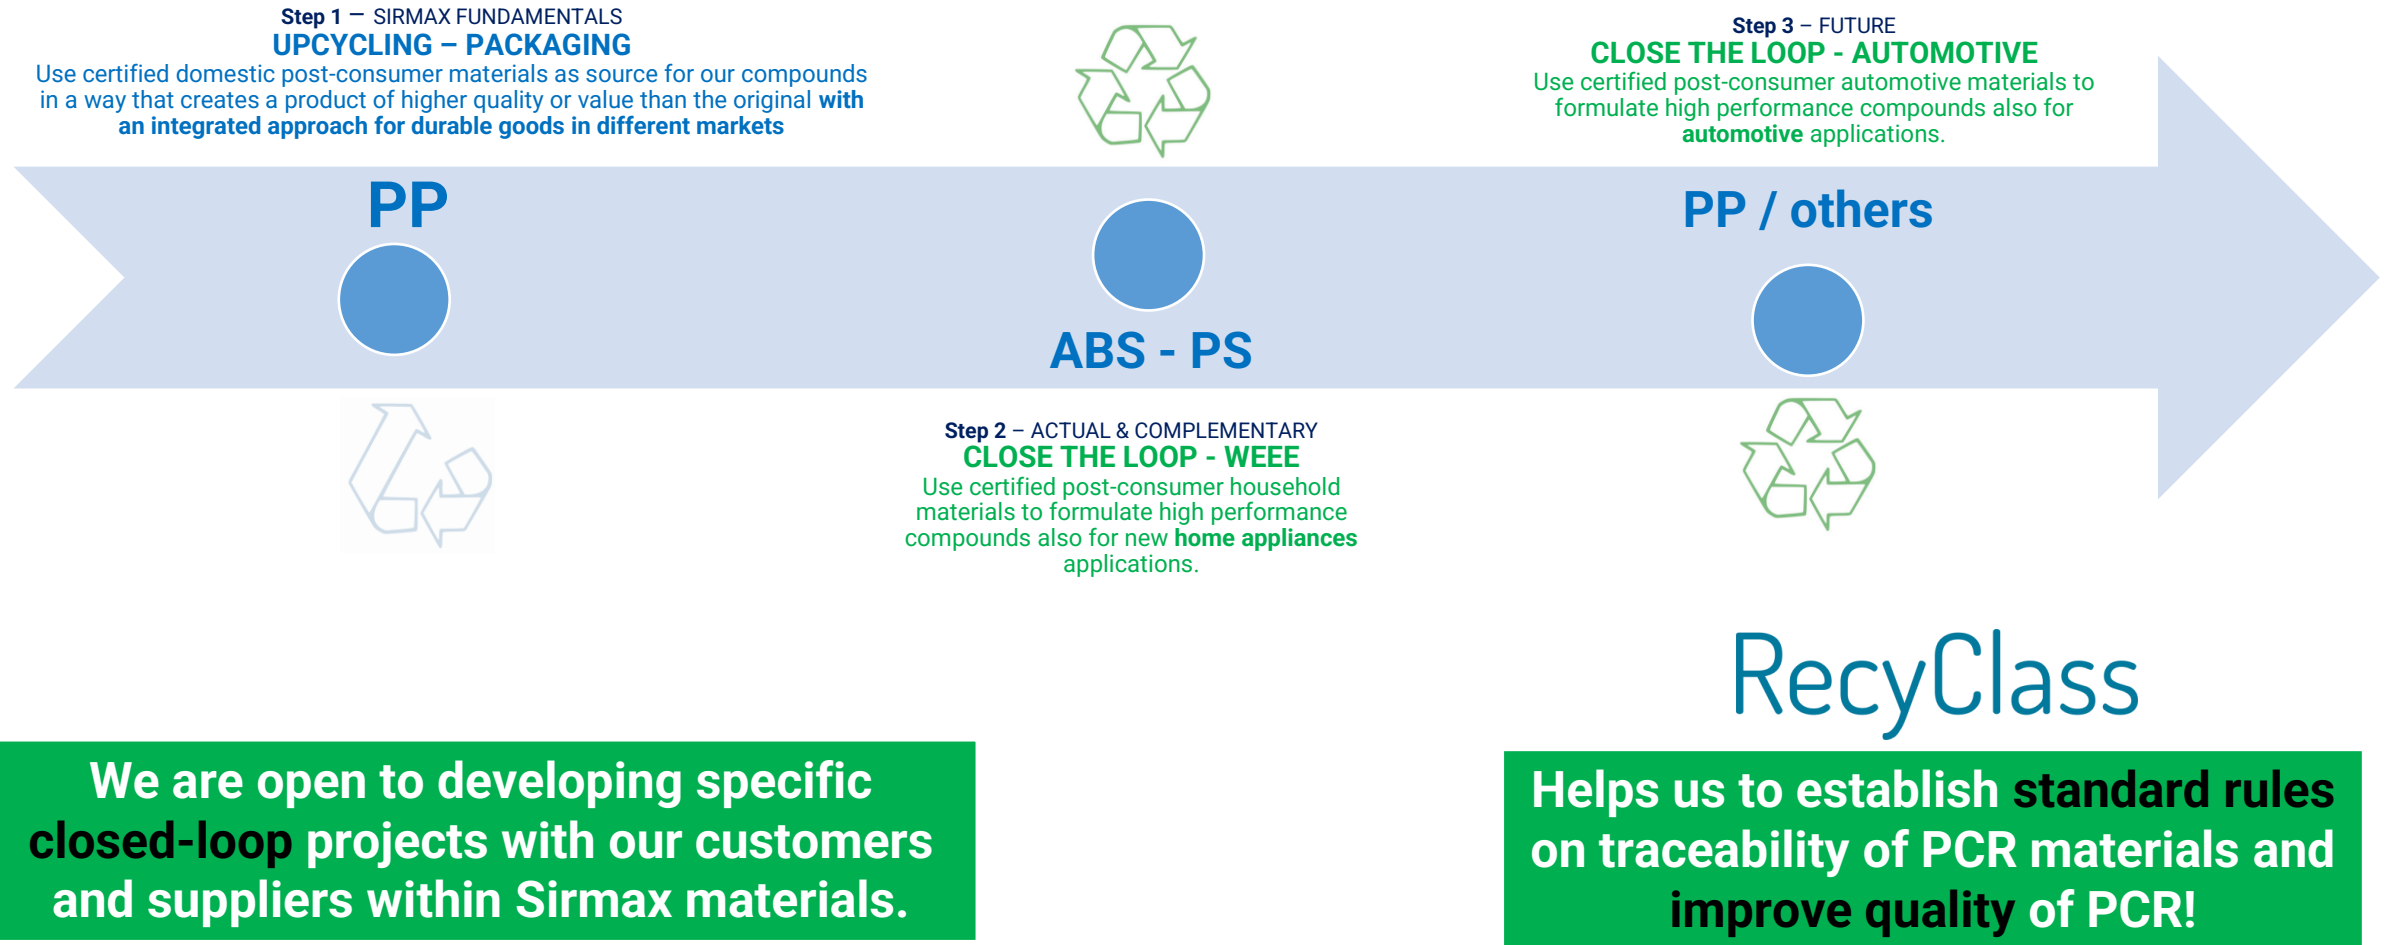 Step 1 – SIRMAX FUNDAMENTALS
UPCYCLING – PACKAGING
Use certified domestic post-consumer materials as source for our compounds
in a way that creates a product of higher quality or value than the original with
an integrated approach for durable goods in different markets
PP
ABS - PS
Step 2 – ACTUAL & COMPLEMENTARY
CLOSE THE LOOP - WEEE
Use certified post-consumer household
materials to formulate high performance
compounds also for new home appliances
applications.
Step 3 – FUTURE
CLOSE THE LOOP - AUTOMOTIVE
Use certified post-consumer automotive materials to
formulate high performance compounds also for
automotive applications.
PP / others
We are open to developing specific
closed-loop projects with our customers
and suppliers within Sirmax materials.
RecyClass
Helps us to establish standard rules
on traceability of PCR materials and
improve quality of PCR!